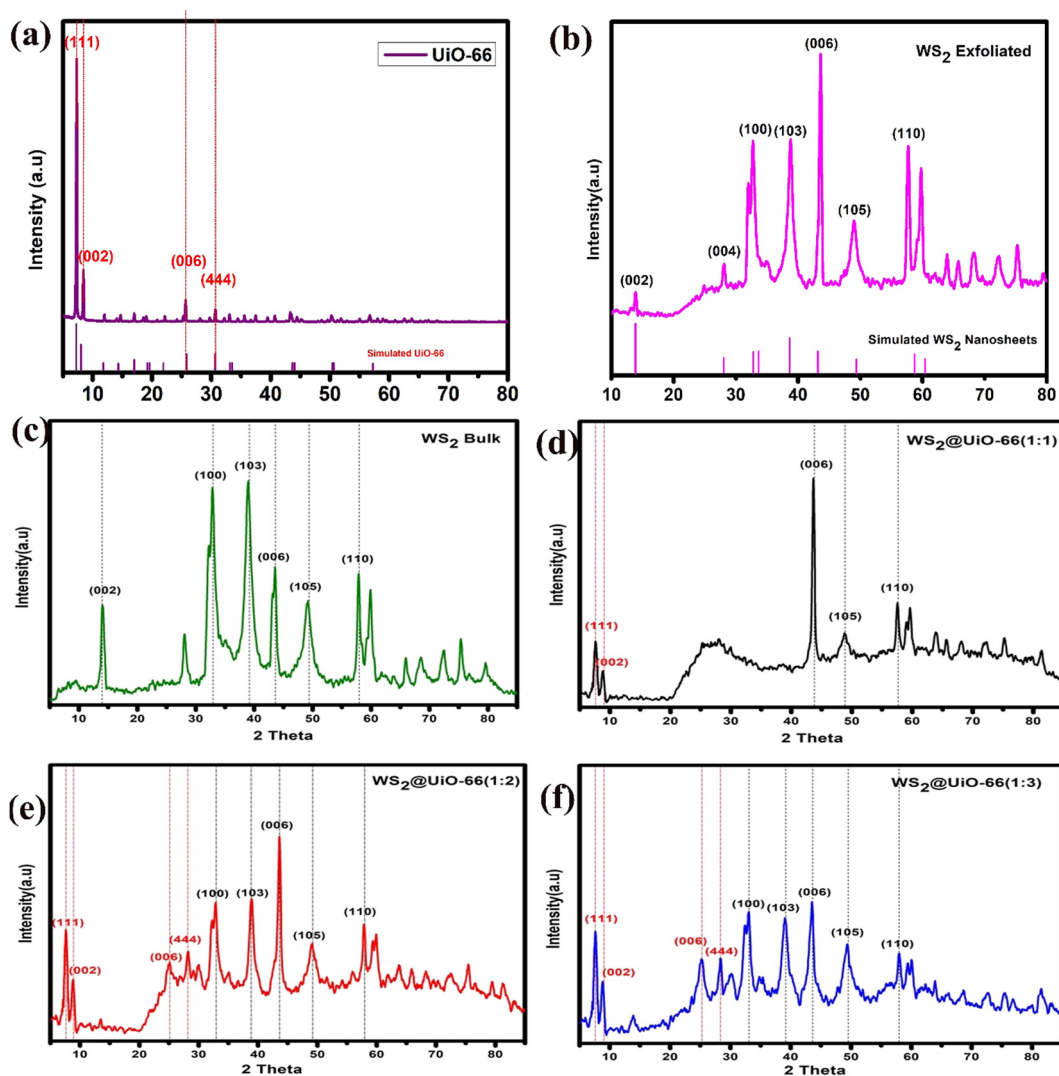 (a)
(111)
UiO-66
(002)
(006)
(444)
Simulated UiO-66
Intensity (a.u)
10 20 30 40 50 60 70 80
(b)
WS2 Exfoliated
(006)
(100)
(103)
(110)
(105)
(004)
(002)
Simulated WS2 Nanosheets
Intensity(a.u)
10 20 30 40 50 60 70 80
(c)
WS2 Bulk
(103)
(100)
(006)
(002)
(105)
(110)
Intensity(a.u)
10 20 30 40 50 60 70 80
2 Theta
(d)
WS2@UiO-66(1:1)
(006)
(110)
(105)
(111)
(002)
Intensity(a.u)
5 10 20 30 40 50 60 70 80
2 Theta
(e)
WS2@UiO-66(1:2)
(006)
(100)
(103)
(111)
(444)
(110)
(105)
(006)
(002)
Intensity(a.u)
10 20 30 40 50 60 70 80
2 Theta
(f)
WS2@UiO-66(1:3)
(006)
(100)
(103)
(111)
(105)
(006)
(444)
(110)
(002)
Intensity(a.u)
5 10 20 30 40 50 60 70 80
2 Theta